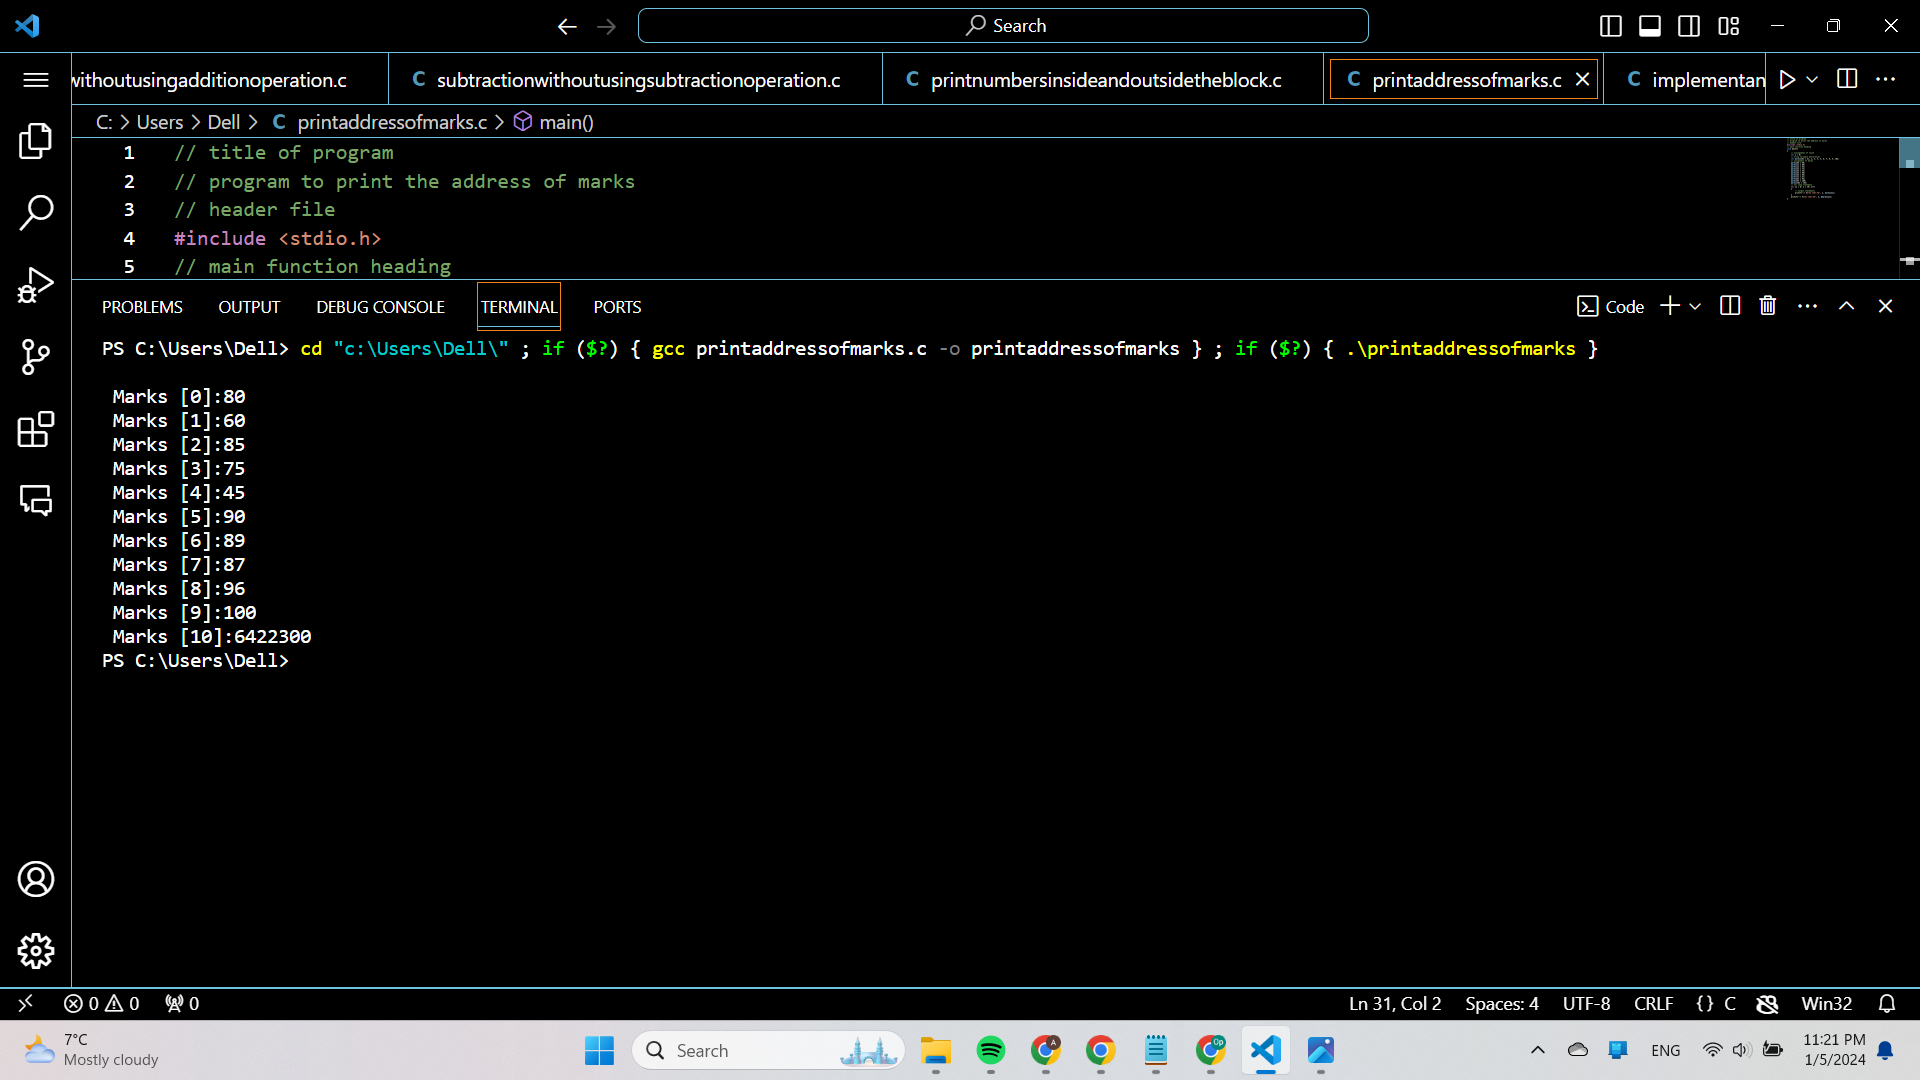 Search
withoutusingadditionoperation.c
C subtractionwithoutusingsubtractionoperation.c
C printnumbersinsideandoutsidetheblock.c
C printaddressofmarks.c
C implementan
C: > Users > Dell > C printaddressofmarks.c > main()
1 // title of program
2 // program to print the address of marks
3 // header file
4 #include <stdio.h>
5 // main function heading
PROBLEMS OUTPUT DEBUG CONSOLE TERMINAL PORTS
Code
PS C:\Users\Dell> cd "c:\Users\Dell\" ; if ($?) { gcc printaddressofmarks.c -o printaddressofmarks } ; if ($?) { .\printaddressofmarks }
Marks [0]:80
Marks [1]:60
Marks [2]:85
Marks [3]:75
Marks [4]:45
Marks [5]:90
Marks [6]:89
Marks [7]:87
Marks [8]:96
Marks [9]:100
Marks [10]:6422300
PS C:\Users\Dell>
0 0 0
Ln 31, Col 2 Spaces: 4 UTF-8 CRLF {} C Win32
7°C
Mostly cloudy
Search
A
Op
ENG
11:21 PM
1/5/2024